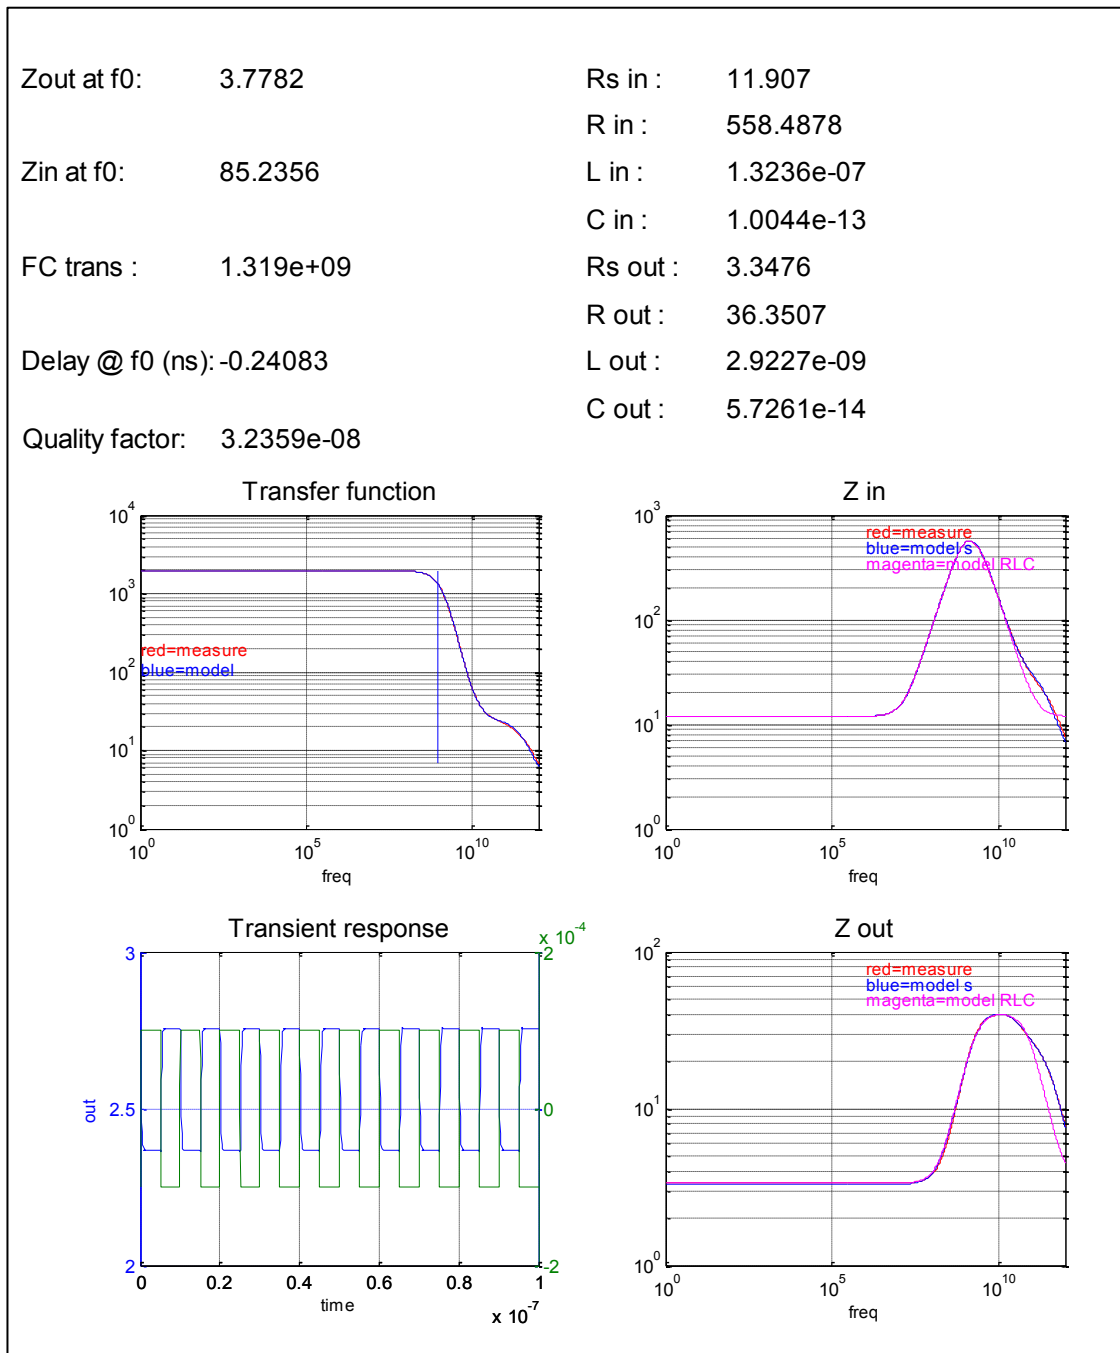 Zout at f0: 3.7782
Rs in : 11.907
R in : 558.4878
Zin at f0: 85.2356
L in : 1.3236e-07
C in : 1.0044e-13
FC trans : 1.319e+09
Rs out : 3.3476
R out : 36.3507
Delay @ f0 (ns): -0.24083
L out : 2.9227e-09
C out : 5.7261e-14
Quality factor: 3.2359e-08
Transfer function
10^4
10^3
10^2
10^1
10^0
red=measure
blue=model
10^0 10^5 10^10
freq
Z in
10^3
10^2
10^1
10^0
red=measure
blue=model s
magenta=model RLC
10^0 10^5 10^10
freq
Transient response
x 10^-4
3
2.5
2
out
2
0
-2
0 0.2 0.4 0.6 0.8 1
time
x 10^-7
Z out
10^2
10^1
10^0
red=measure
blue=model s
magenta=model RLC
10^0 10^5 10^10
freq